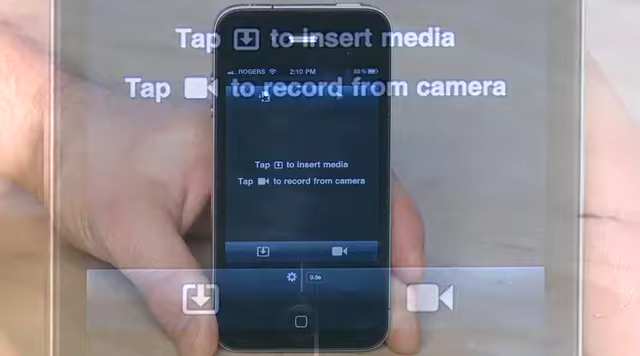 Tap to insert media
Tap to record from camera
ROGERS 2:10 PM
Tap to insert media
Tap to record from camera
0.0s